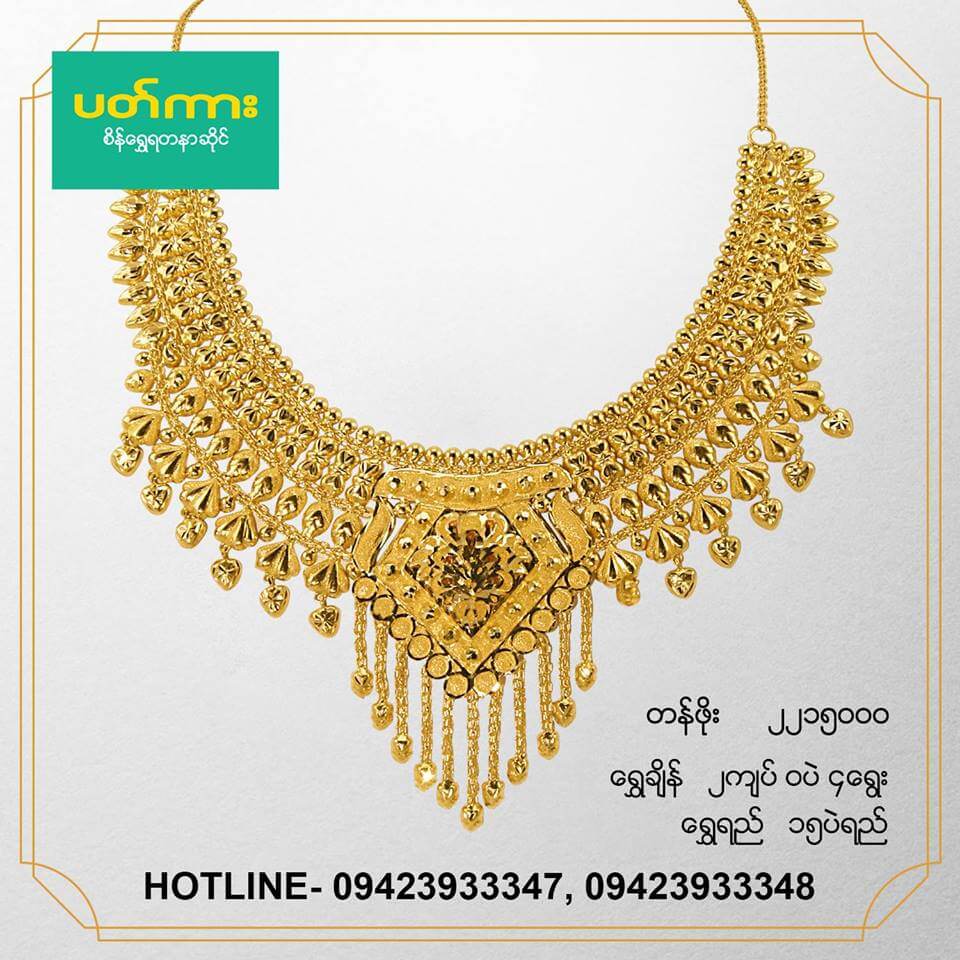 ပတ်ကား
စိန်ရွှေရတနာဆိုင်
တန်ဖိုး ၂၂၁၅၀၀၀
ရွှေချိန် ၂ကျပ် ၀ပဲ ၄ရွေး
ရွှေရည် ၁၅ပဲရည်
HOTLINE- 09423933347, 09423933348